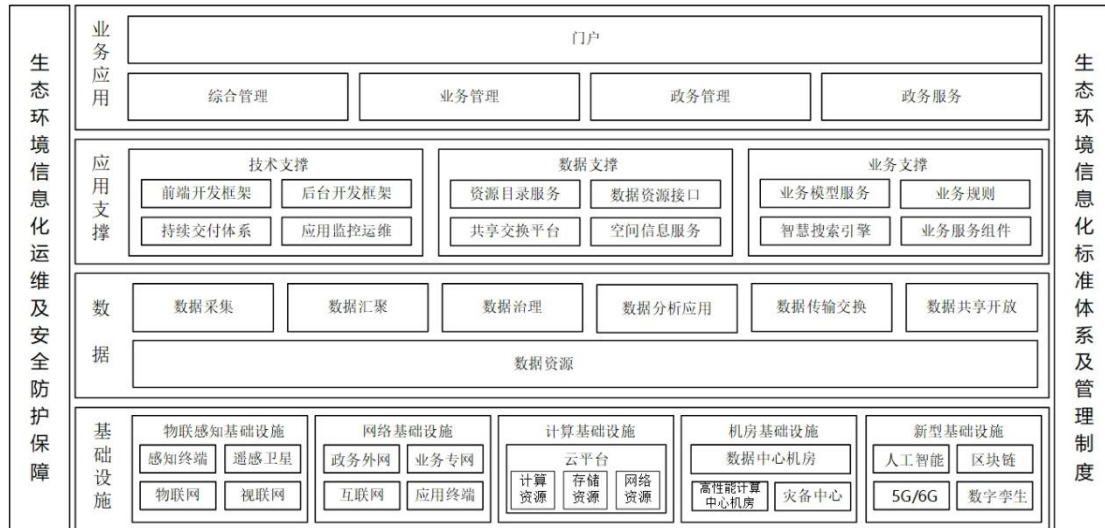 生态环境信息化运维及安全防护保障
业务应用
门户
综合管理
业务管理
政务管理
政务服务
应用支撑
技术支撑
前端开发框架
后台开发框架
持续交付体系
应用监控运维
数据支撑
资源目录服务
数据资源接口
共享交换平台
空间信息服务
业务支撑
业务模型服务
业务规则
智慧搜索引擎
业务服务组件
数据
数据采集
数据汇聚
数据治理
数据分析应用
数据传输交换
数据共享开放
数据资源
基础设施
物联感知基础设施
感知终端
遥感卫星
物联网
视联网
网络基础设施
政务外网
业务专网
互联网
应用终端
计算基础设施
云平台
计算
资源
存储
资源
网络
资源
机房基础设施
数据中心机房
高性能计算
中心机房
灾备中心
新型基础设施
人工智能
区块链
5G/6G
数字孪生
生态环境信息化标准体系及管理制度